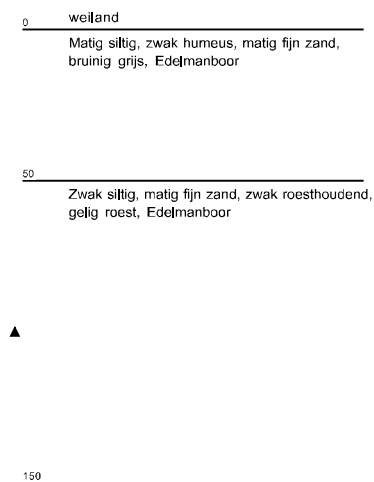 0 weiland
Matig siltig, zwak humeus, matig fijn zand,
bruinig grijs, Edelmanboor
50
Zwak siltig, matig fijn zand, zwak roesthoudend,
gelig roest, Edelmanboor
150